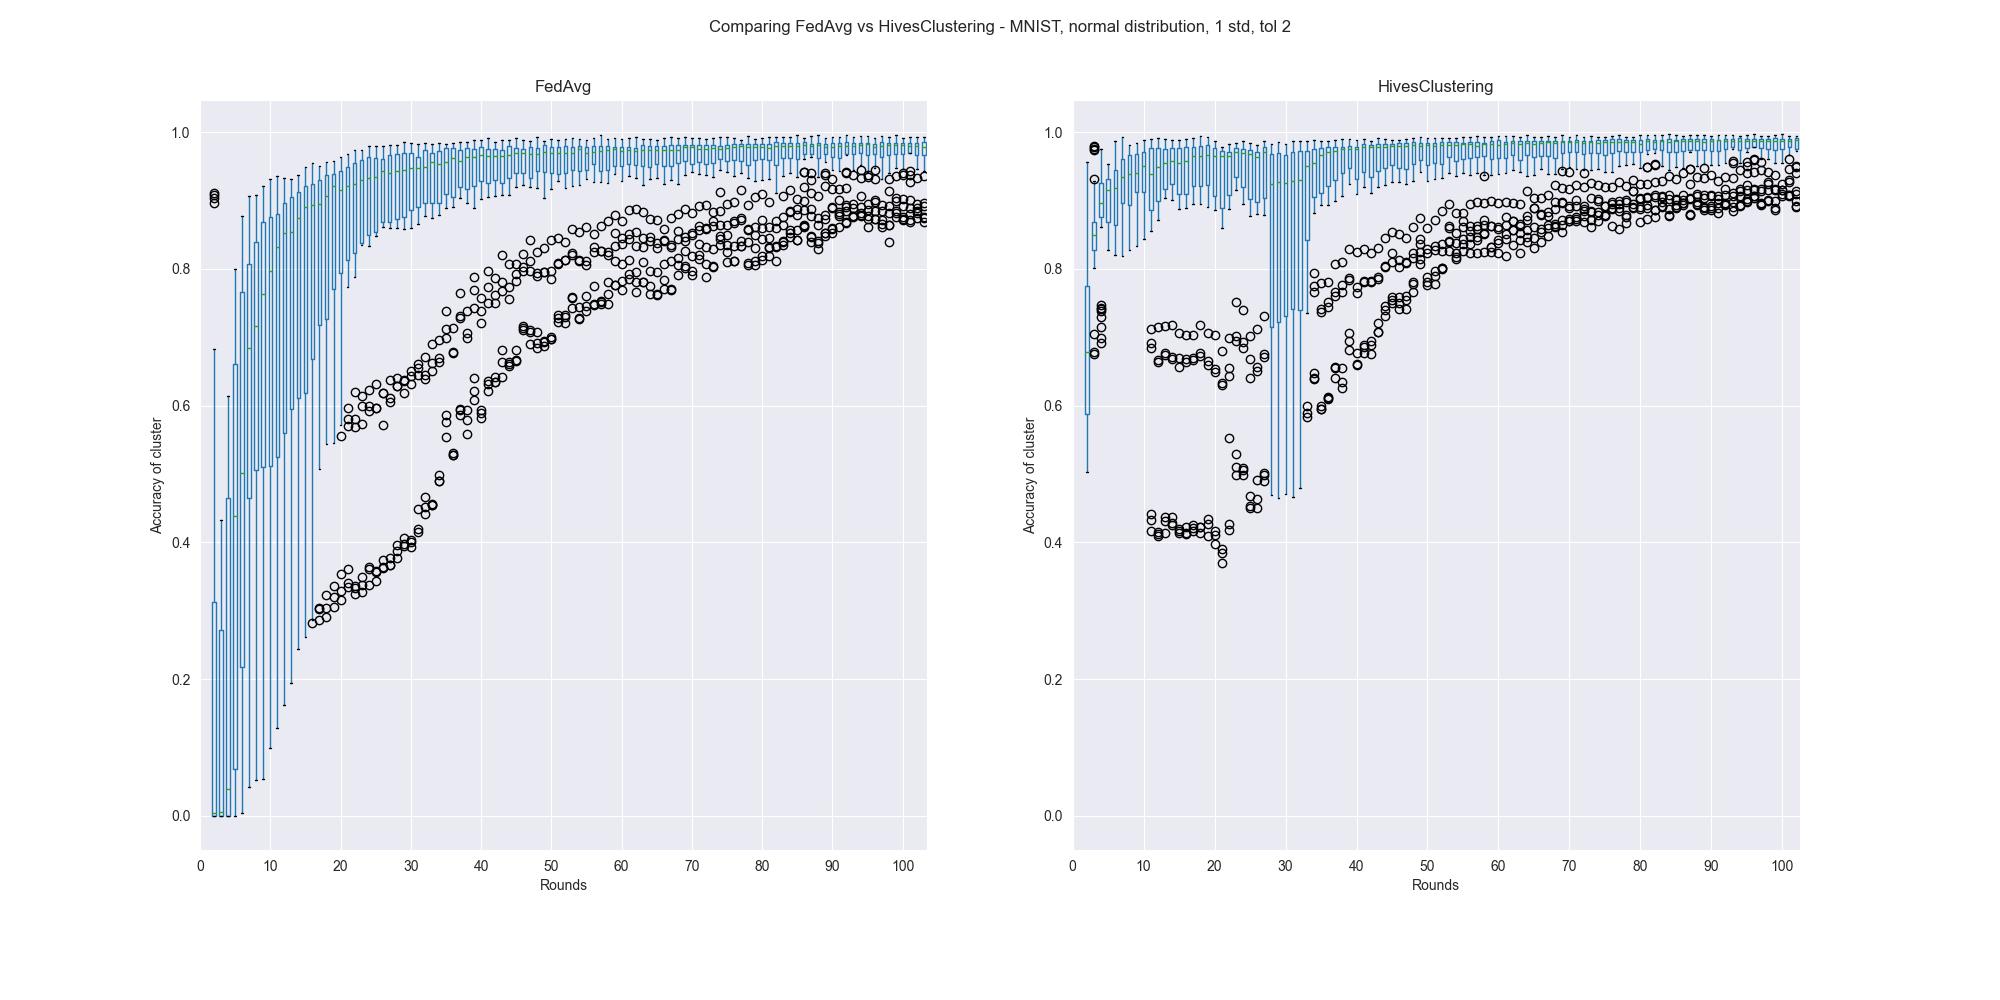 Comparing FedAvg vs HivesClustering - MNIST, normal distribution, 1 std, tol 2
FedAvg
1.0
0.8
0.6
0.4
0.2
0.0
Accuracy of cluster
0 10 20 30 40 50 60 70 80 90 100
Rounds
HivesClustering
1.0
0.8
0.6
0.4
0.2
0.0
Accuracy of cluster
0 10 20 30 40 50 60 70 80 90 100
Rounds